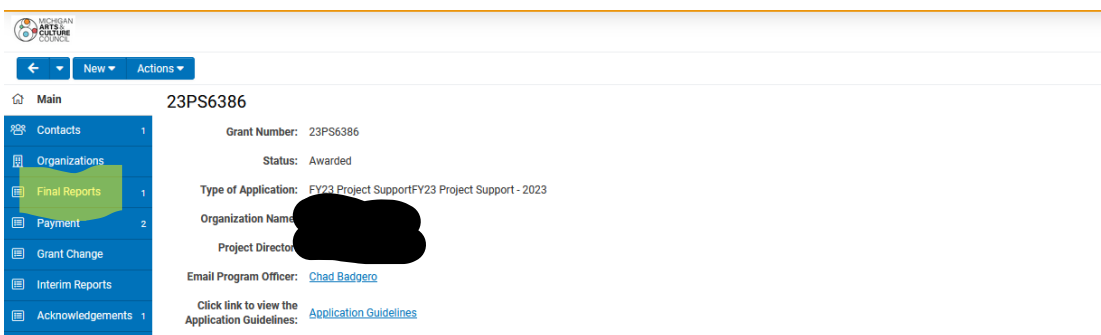 MICHIGAN
ARTS &
CULTURE
COUNCIL
New Actions
Main
Contacts 1
Organizations
Final Reports 1
Payment 2
Grant Change
Interim Reports
Acknowledgements 1
23PS6386
Grant Number: 23PS6386
Status: Awarded
Type of Application: FY23 Project SupportFY23 Project Support - 2023
Organization Name
Project Director
Email Program Officer: Chad Badgero
Click link to view the
Application Guidelines: Application Guidelines